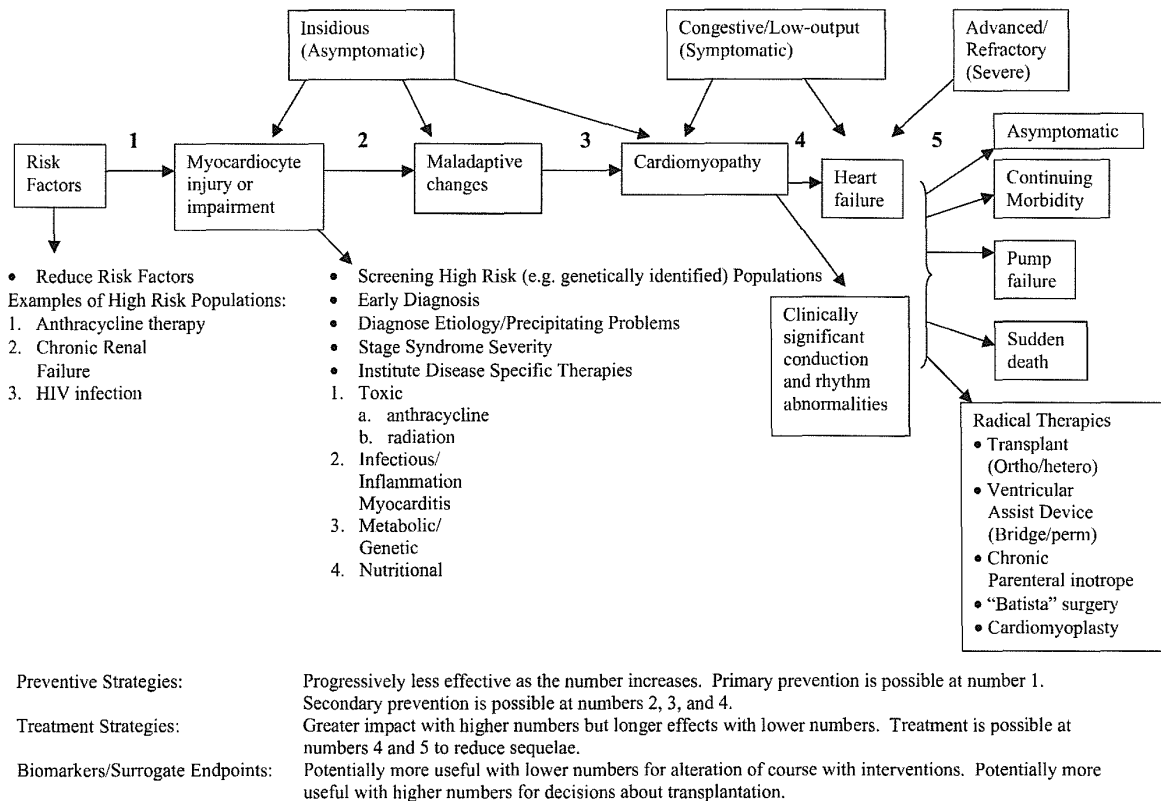 Insidious
(Asymptomatic)
Congestive/Low-output
(Symptomatic)
Advanced/
Refractory
(Severe)
1
2
3
4
5
Risk
Factors
Myocardiocyte
injury or
impairment
Maladaptive
changes
Cardiomyopathy
Heart
failure
Asymptomatic
Continuing
Morbidity
Pump
failure
Sudden
death
• Reduce Risk Factors
Examples of High Risk Populations:
1. Anthracycline therapy
2. Chronic Renal
Failure
3. HIV infection
• Screening High Risk (e.g. genetically identified) Populations
• Early Diagnosis
• Diagnose Etiology/Precipitating Problems
• Stage Syndrome Severity
• Institute Disease Specific Therapies
1. Toxic
a. anthracycline
b. radiation
2. Infectious/
Inflammation
Myocarditis
3. Metabolic/
Genetic
4. Nutritional
Clinically
significant
conduction
and rhythm
abnormalities
Radical Therapies
• Transplant
(Ortho/hetero)
• Ventricular
Assist Device
(Bridge/perm)
• Chronic
Parenteral inotrope
• “Batista” surgery
• Cardiomyoplasty
Preventive Strategies: Progressively less effective as the number increases. Primary prevention is possible at number 1.
Secondary prevention is possible at numbers 2, 3, and 4.
Treatment Strategies: Greater impact with higher numbers but longer effects with lower numbers. Treatment is possible at
numbers 4 and 5 to reduce sequelae.
Biomarkers/Surrogate Endpoints: Potentially more useful with lower numbers for alteration of course with interventions. Potentially more
useful with higher numbers for decisions about transplantation.